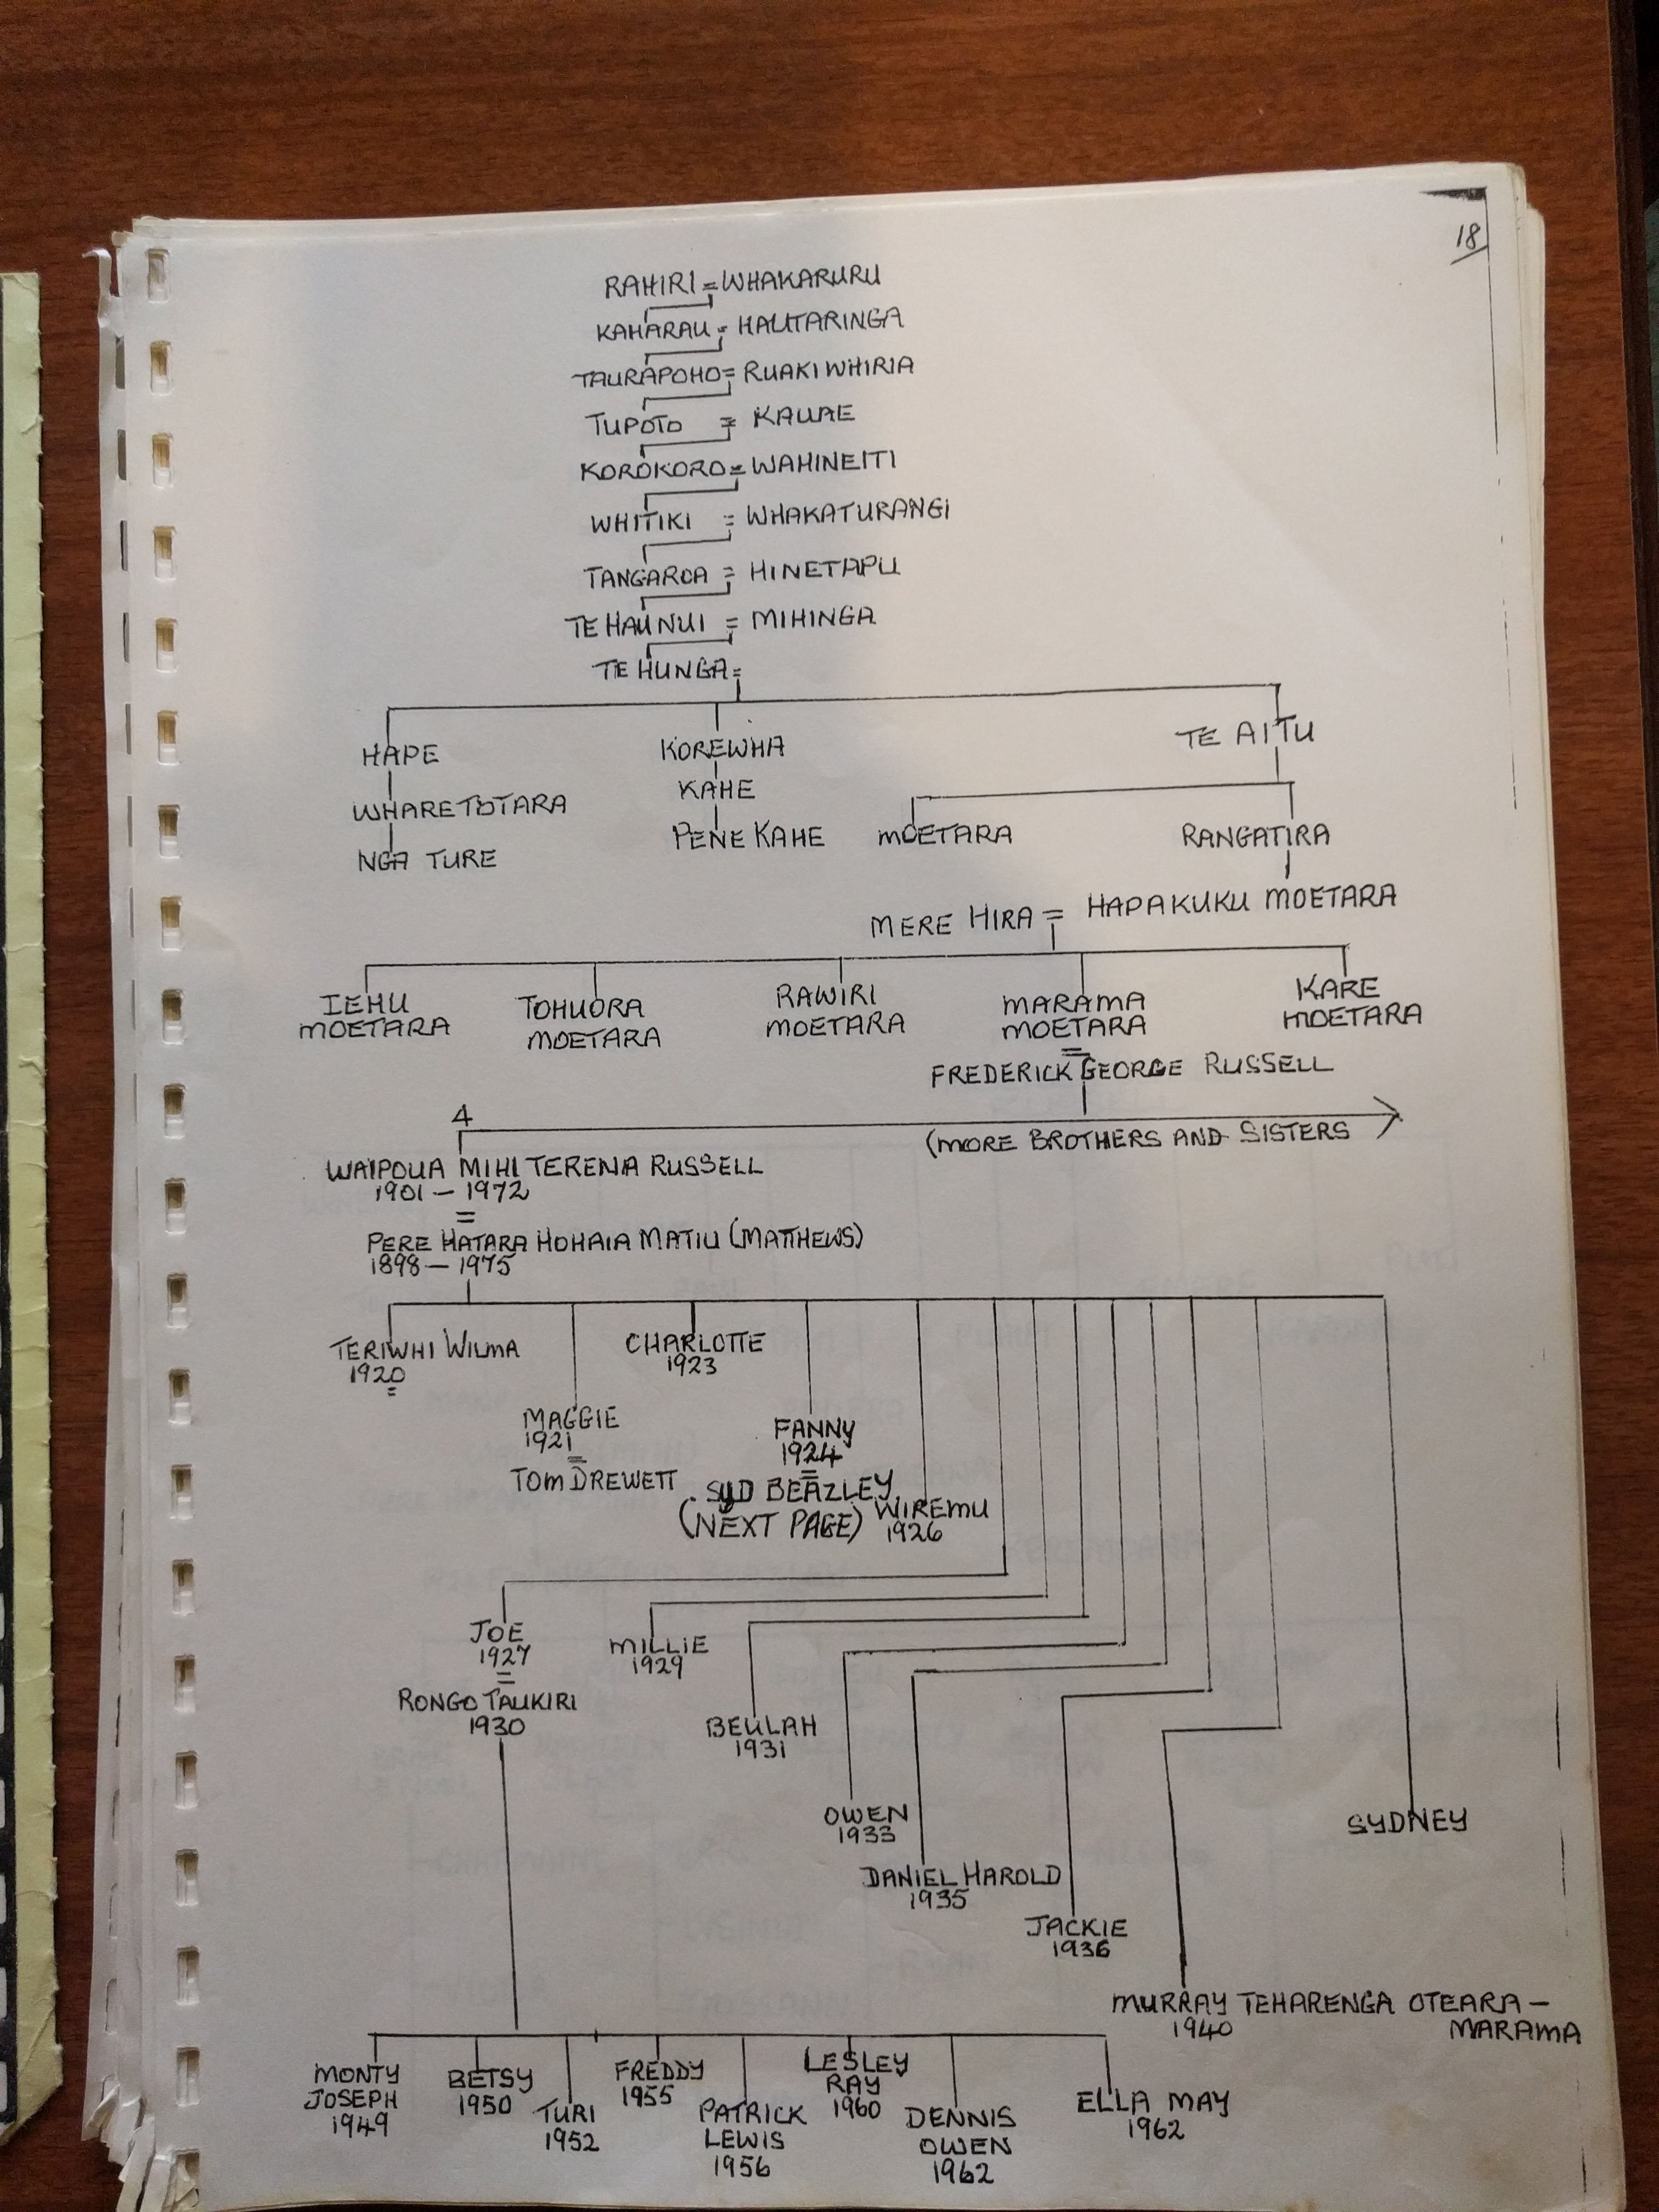 18
RAHIRI = WHAKARURU
KAHARAU = HAUTARINGA
TAURAPOHO = RUAKIWHIRIA
TUPOTO = KAUAE
KOROKORO = WAHINEITI
WHITIKI = WHAKATURANGI
TANGAROA = HINETAPU
TE HAUNUI = MIHINGA
TE HUNGA =
HAPE KOREWHA TE AITU
WHARETOTARA KAHE
NGA TURE PENE KAHE MOETARA RANGATIRA
MERE HIRA = HAPAKUKU MOETARA
IEHU MOETARA
TOHUORA MOETARA
RAWIRI MOETARA
MARAMA MOETARA
KARE MOETARA
=
FREDERICK GEORGE RUSSELL
4
(MORE BROTHERS AND SISTERS
WAIPOUA MIHI TERENA RUSSELL
1901 - 1972
=
PERE HATARA HOHAIA MATIU (MATTHEWS)
1898 - 1975
TERIWHI WILMA
1920
=
MAGGIE
1921
=
TOM DREWETT
CHARLOTTE
1923
FANNY
1924
=
SYD BEAZLEY
(NEXT PAGE)
WIREMU
1926
JOE
1927
=
RONGO TAUKIRI
1930
MILLIE
1929
BEULAH
1931
OWEN
1933
DANIEL HAROLD
1935
JACKIE
1936
MURRAY TEHARENGA OTEARA -
MARAMA
1940
SYDNEY
MONTY
JOSEPH
1949
BETSY
1950
TURI
1952
FREDDY
1955
PATRICK
LEWIS
1956
LESLEY
RAY
1960
DENNIS
OWEN
1962
ELLA MAY
1962